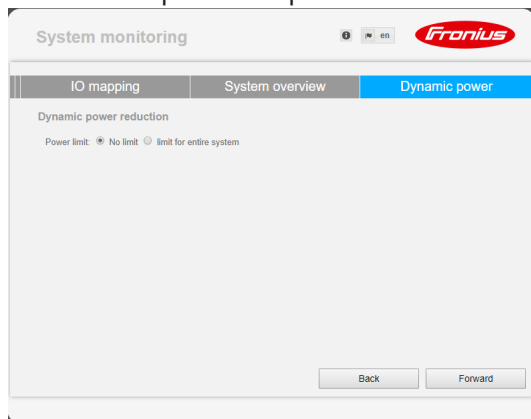 System monitoring
en
Fronius
IO mapping
System overview
Dynamic power
Dynamic power reduction
Power limit: No limit limit for entire system
Back
Forward